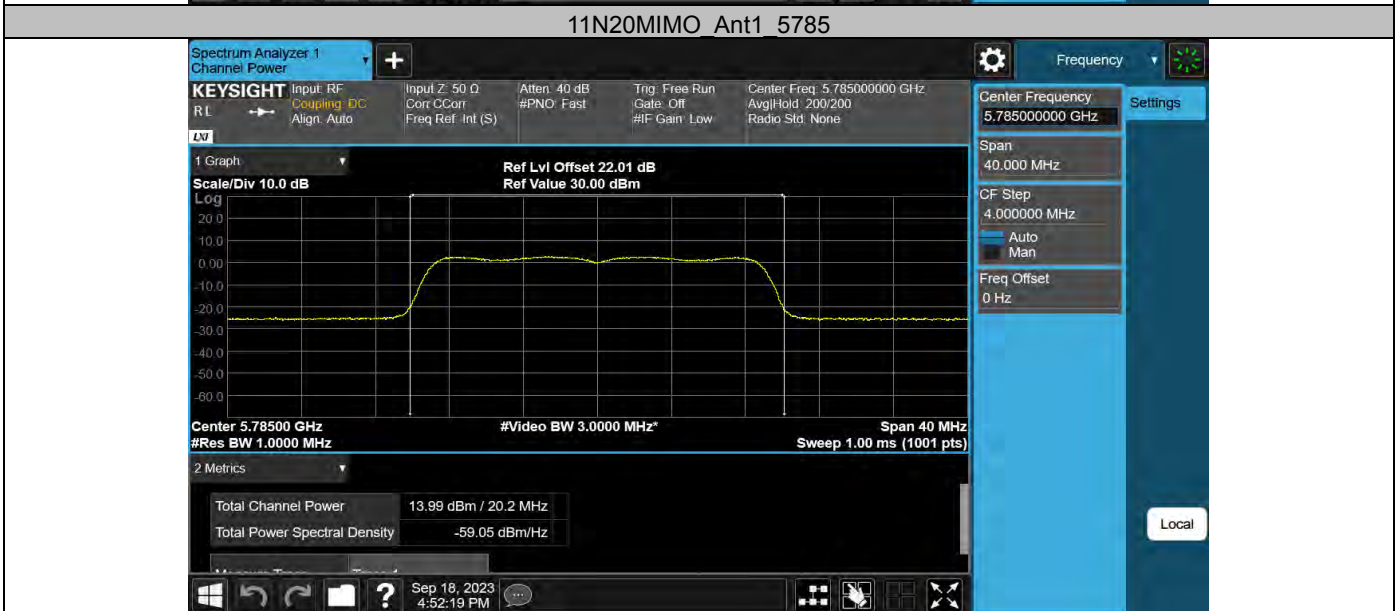 11N20MIMO_Ant1_5785
Spectrum Analyzer 1
Channel Power
Frequency
KEYSIGHT
RL
LXI
Input: RF
Coupling: DC
Align: Auto
Input Z: 50 Ω
Corr CCorr
Freq Ref: Int (S)
Atten: 40 dB
#PNO: Fast
Trig: Free Run
Gate: Off
#IF Gain: Low
Center Freq: 5.785000000 GHz
Avg|Hold: 200/200
Radio Std: None
Center Frequency
5.785000000 GHz
Settings
Span
40.000 MHz
CF Step
4.000000 MHz
Auto
Man
Freq Offset
0 Hz
1 Graph
Scale/Div 10.0 dB
Ref Lvl Offset 22.01 dB
Ref Value 30.00 dBm
Log
20.0
10.0
0.00
-10.0
-20.0
-30.0
-40.0
-50.0
-60.0
Center 5.78500 GHz
#Video BW 3.0000 MHz*
Span 40 MHz
#Res BW 1.0000 MHz
Sweep 1.00 ms (1001 pts)
2 Metrics
Total Channel Power
13.99 dBm / 20.2 MHz
Total Power Spectral Density
-59.05 dBm/Hz
Local
?
Sep 18, 2023
4:52:19 PM